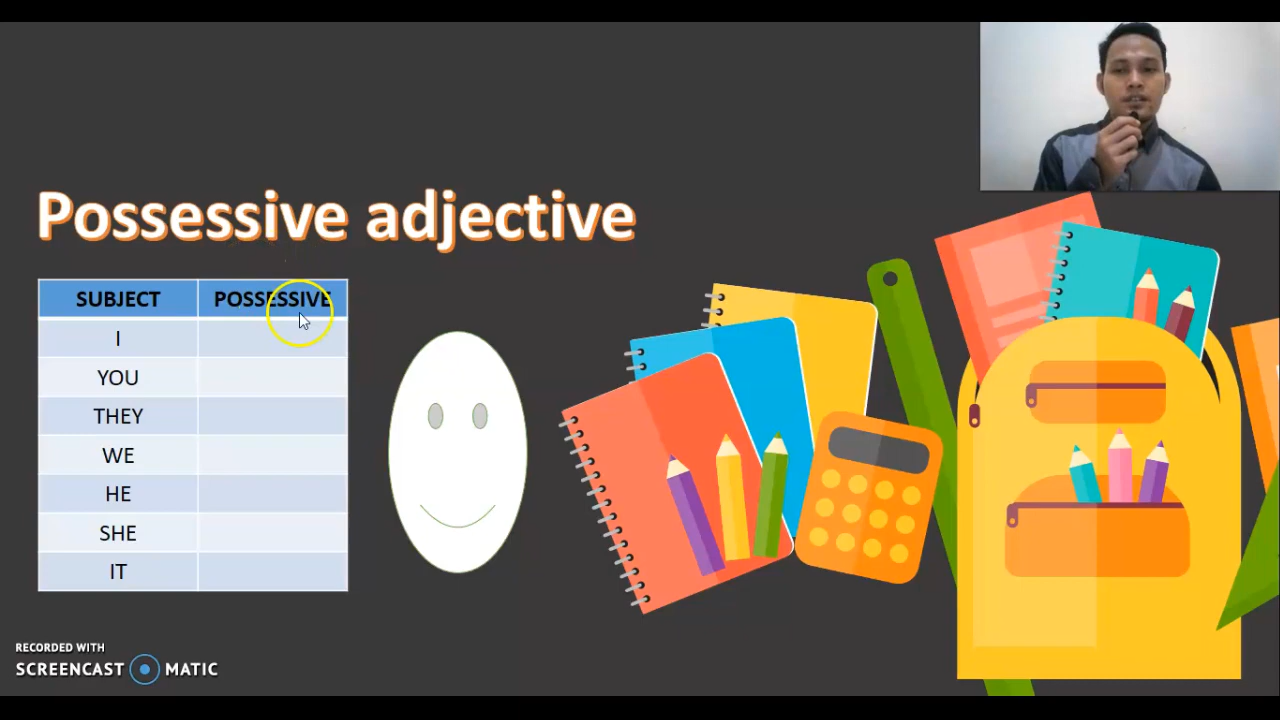 Possessive adjective
SUBJECT POSSESSIVE
I
YOU
THEY
WE
HE
SHE
IT
RECORDED WITH
SCREENCAST MATIC